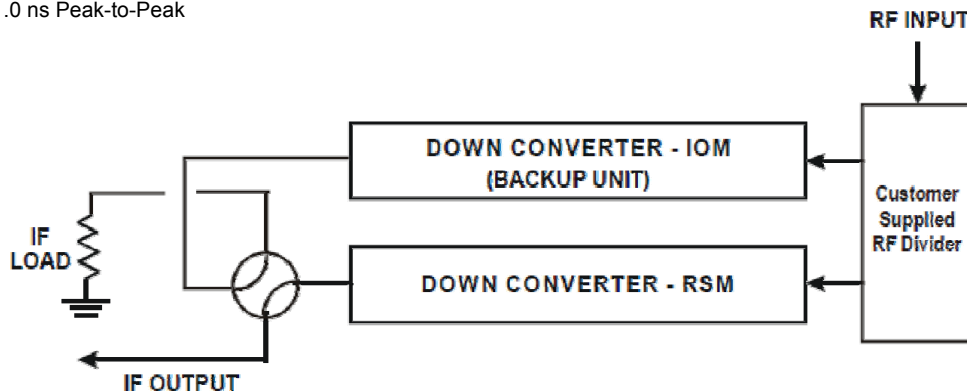 .0 ns Peak-to-Peak
RF INPUT
DOWN CONVERTER - IOM
(BACKUP UNIT)
Customer
Supplied
RF Divider
IF
LOAD
DOWN CONVERTER - RSM
IF OUTPUT